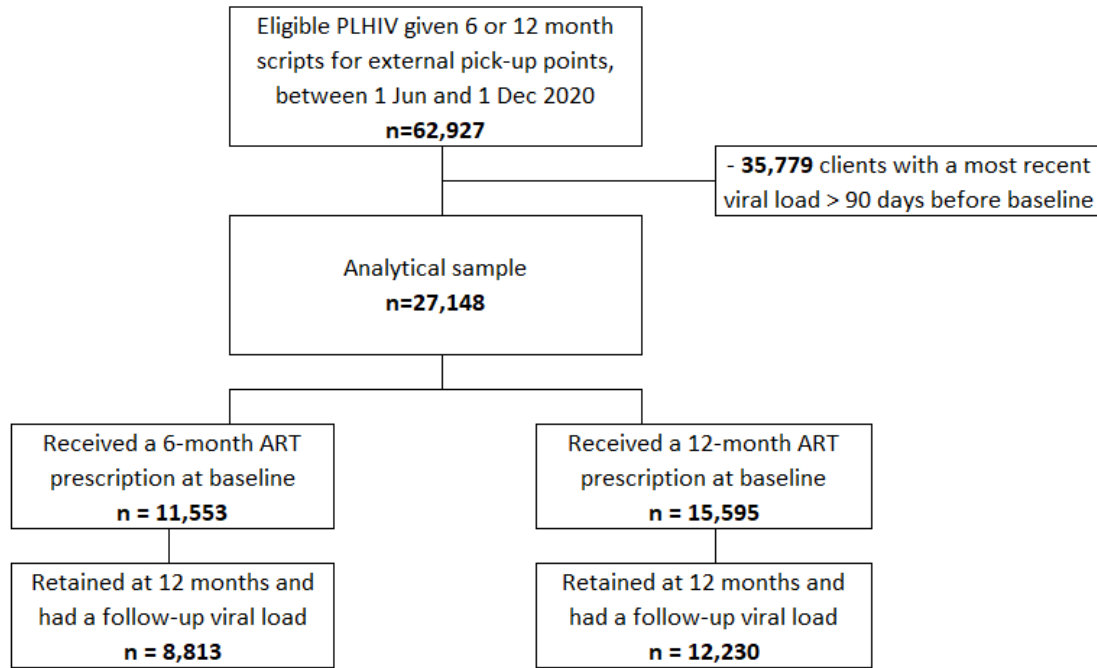 Eligible PLHIV given 6 or 12 month
scripts for external pick-up points,
between 1 Jun and 1 Dec 2020
n=62,927
- 35,779 clients with a most recent
viral load > 90 days before baseline
Analytical sample
n=27,148
Received a 6-month ART
prescription at baseline
n = 11,553
Received a 12-month ART
prescription at baseline
n = 15,595
Retained at 12 months and
had a follow-up viral load
n = 8,813
Retained at 12 months and
had a follow-up viral load
n = 12,230